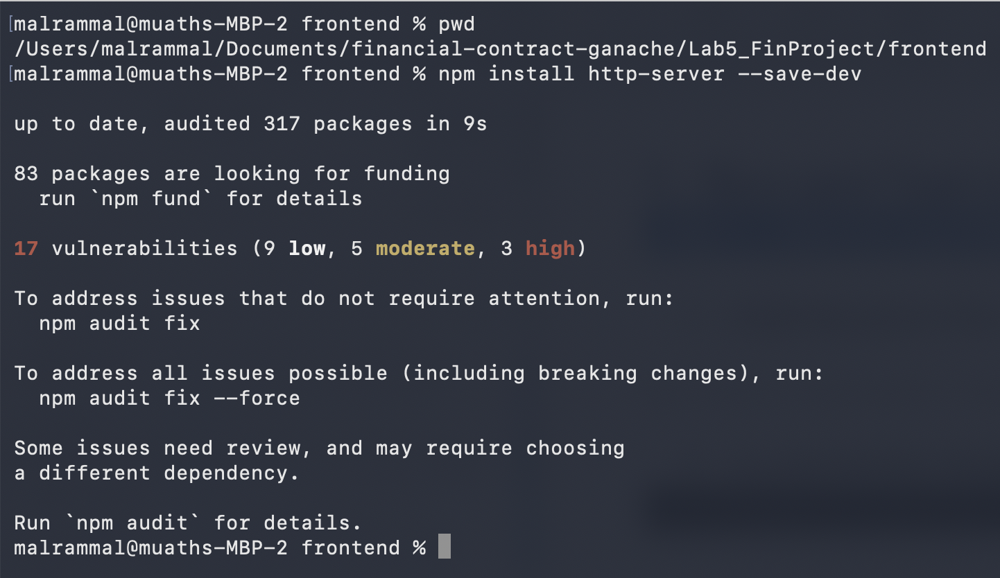 [malrammal@muaths-MBP-2 frontend % pwd
/Users/malrammal/Documents/financial-contract-ganache/Lab5_FinProject/frontend
[malrammal@muaths-MBP-2 frontend % npm install http-server --save-dev
up to date, audited 317 packages in 9s
83 packages are looking for funding
  run `npm fund` for details
17 vulnerabilities (9 low, 5 moderate, 3 high)
To address issues that do not require attention, run:
  npm audit fix
To address all issues possible (including breaking changes), run:
  npm audit fix --force
Some issues need review, and may require choosing
a different dependency.
Run `npm audit` for details.
malrammal@muaths-MBP-2 frontend %